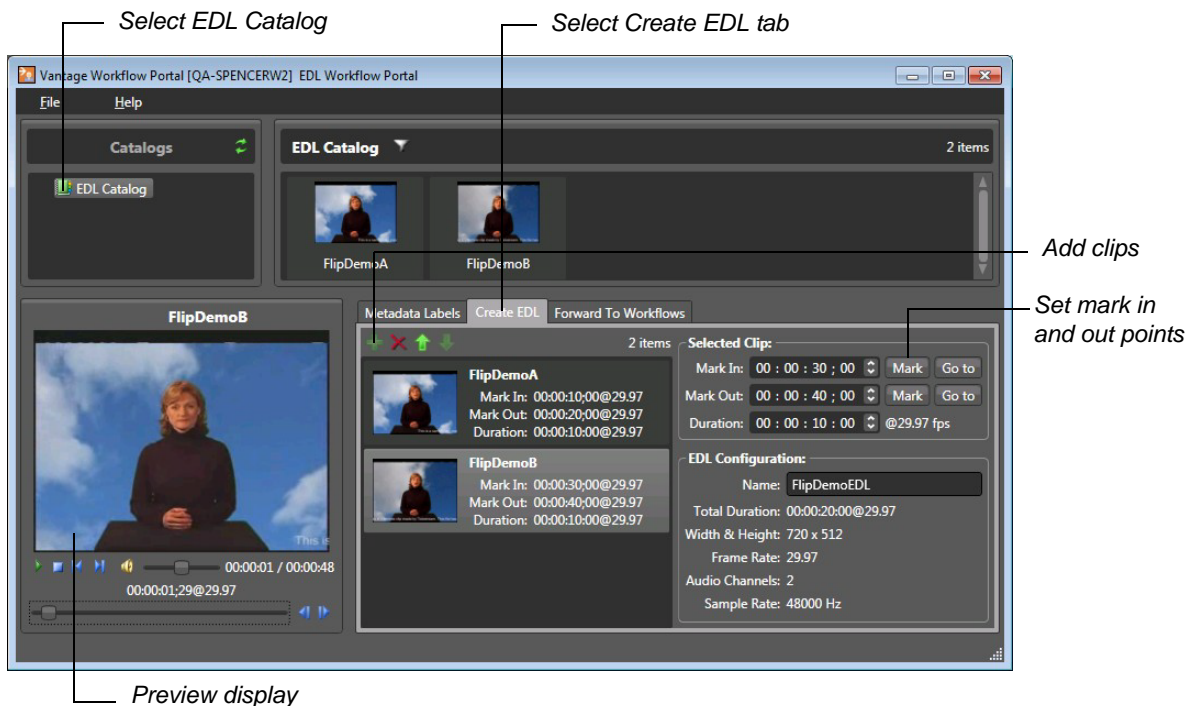 Select EDL Catalog
Select Create EDL tab
Vantage Workflow Portal [QA-SPENCERW2] EDL Workflow Portal
File Help
Catalogs
EDL Catalog
EDL Catalog
2 items
FlipDemoA
FlipDemoB
Add clips
Set mark in
and out points
FlipDemoB
This is
00:00:01 / 00:00:48
00:00:01;29@29.97
Metadata Labels Create EDL Forward To Workflows
2 items
FlipDemoA
Mark In: 00:00:10;00@29.97
Mark Out: 00:00:20;00@29.97
Duration: 00:00:10:00@29.97
FlipDemoB
Mark In: 00:00:30;00@29.97
Mark Out: 00:00:40;00@29.97
Duration: 00:00:10:00@29.97
Selected Clip:
Mark In: 00 : 00 : 30 ; 00 Mark Go to
Mark Out: 00 : 00 : 40 ; 00 Mark Go to
Duration: 00 : 00 : 10 : 00 @29.97 fps
EDL Configuration:
Name: FlipDemoEDL
Total Duration: 00:00:20:00@29.97
Width & Height: 720 x 512
Frame Rate: 29.97
Audio Channels: 2
Sample Rate: 48000 Hz
Preview display